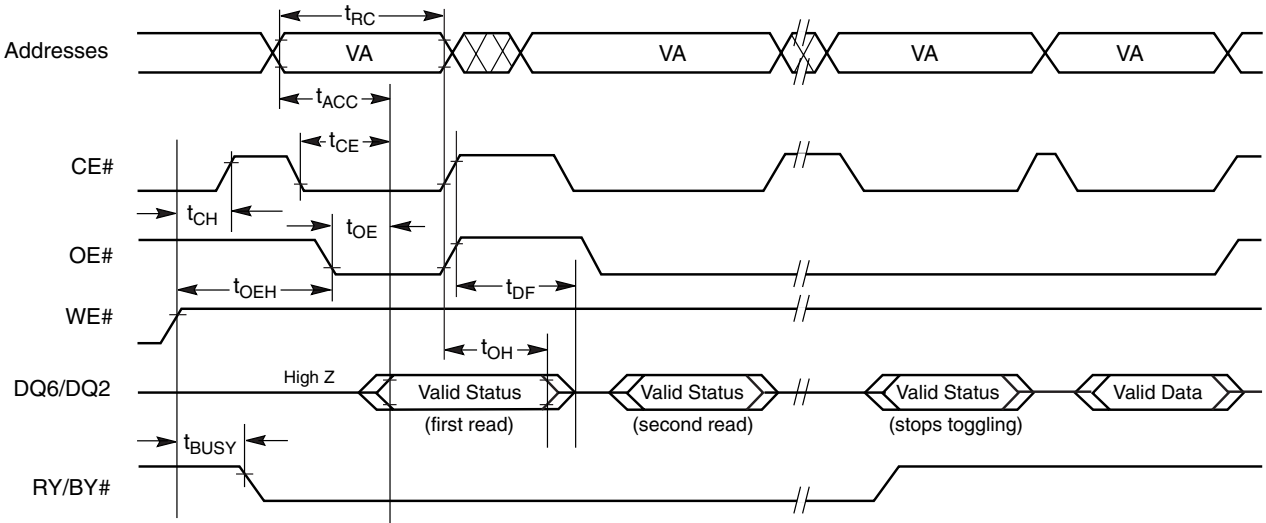 tRC
Addresses VA VA VA VA
tACC
tCE
CE#
tCH tOE
OE#
tOEH tDF
WE#
tOH
High Z
DQ6/DQ2 Valid Status Valid Status Valid Status Valid Data
(first read) (second read) (stops toggling)
tBUSY
RY/BY#